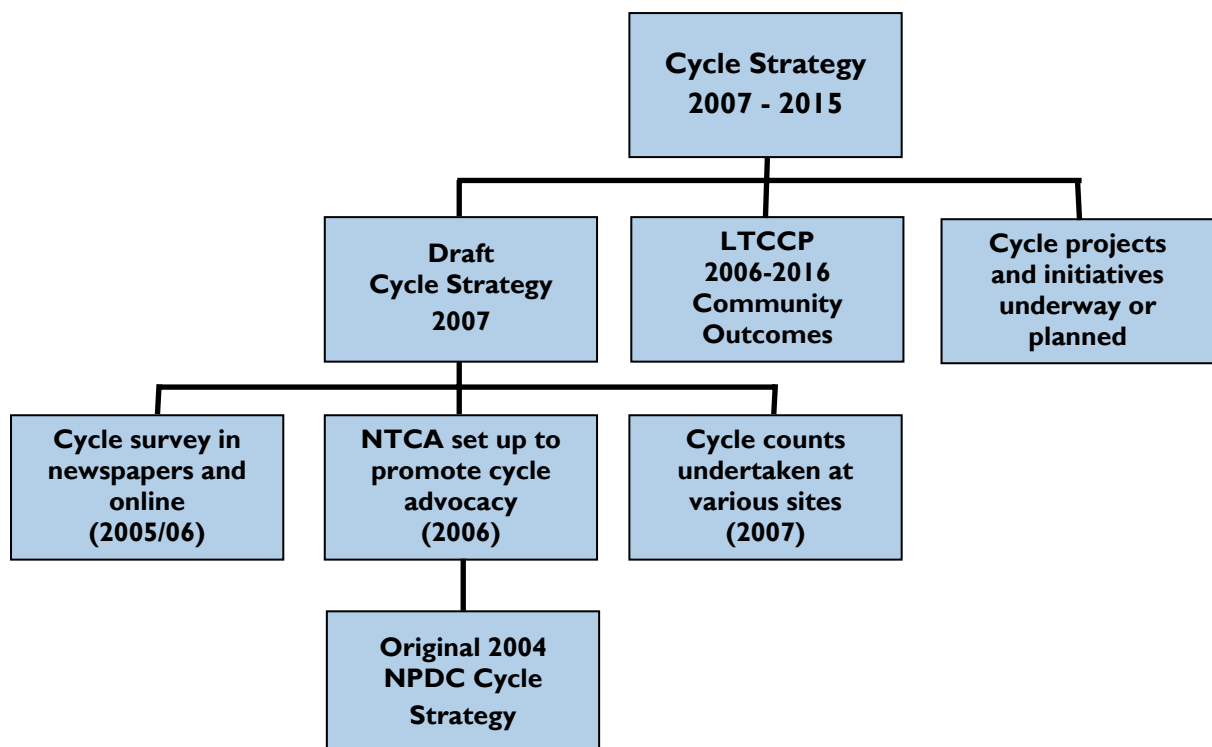 Cycle Strategy
2007 - 2015
Draft
Cycle Strategy
2007
LTCCP
2006-2016
Community
Outcomes
Cycle projects
and initiatives
underway or
planned
Cycle survey in
newspapers and
online
(2005/06)
NTCA set up to
promote cycle
advocacy
(2006)
Cycle counts
undertaken at
various sites
(2007)
Original 2004
NPDC Cycle
Strategy